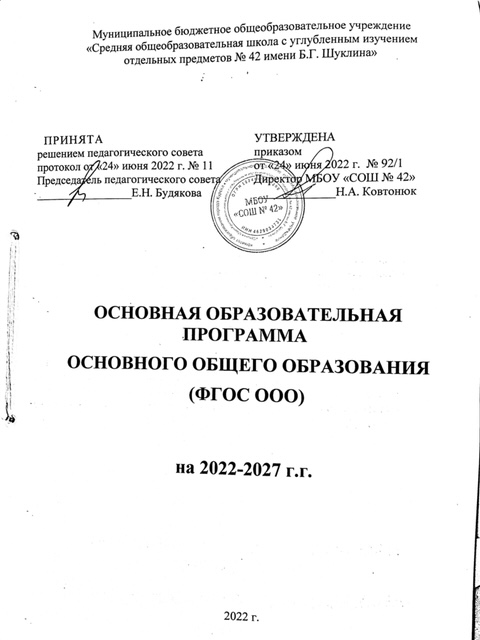 Муниципальное бюджетное общеобразовательное учреждение
«Средняя общеобразовательная школа с углубленным изучением
отдельных предметов № 42 имени Б.Г. Шуклина»
ПРИНЯТА
решением педагогического совета
протокол от «24» июня 2022 г. № 11
Председатель педагогического совета
Е.Н. Будякова
УТВЕРЖДЕНА
приказом
от «24» июня 2022 г. № 92/1
Директор МБОУ «СОШ № 42»
Н.А. Ковтонюк
МБОУ
«СОШ № 42»
ОСНОВНАЯ ОБРАЗОВАТЕЛЬНАЯ
ПРОГРАММА
ОСНОВНОГО ОБЩЕГО ОБРАЗОВАНИЯ
(ФГОС ООО)
на 2022-2027 г.г.
2022 г.